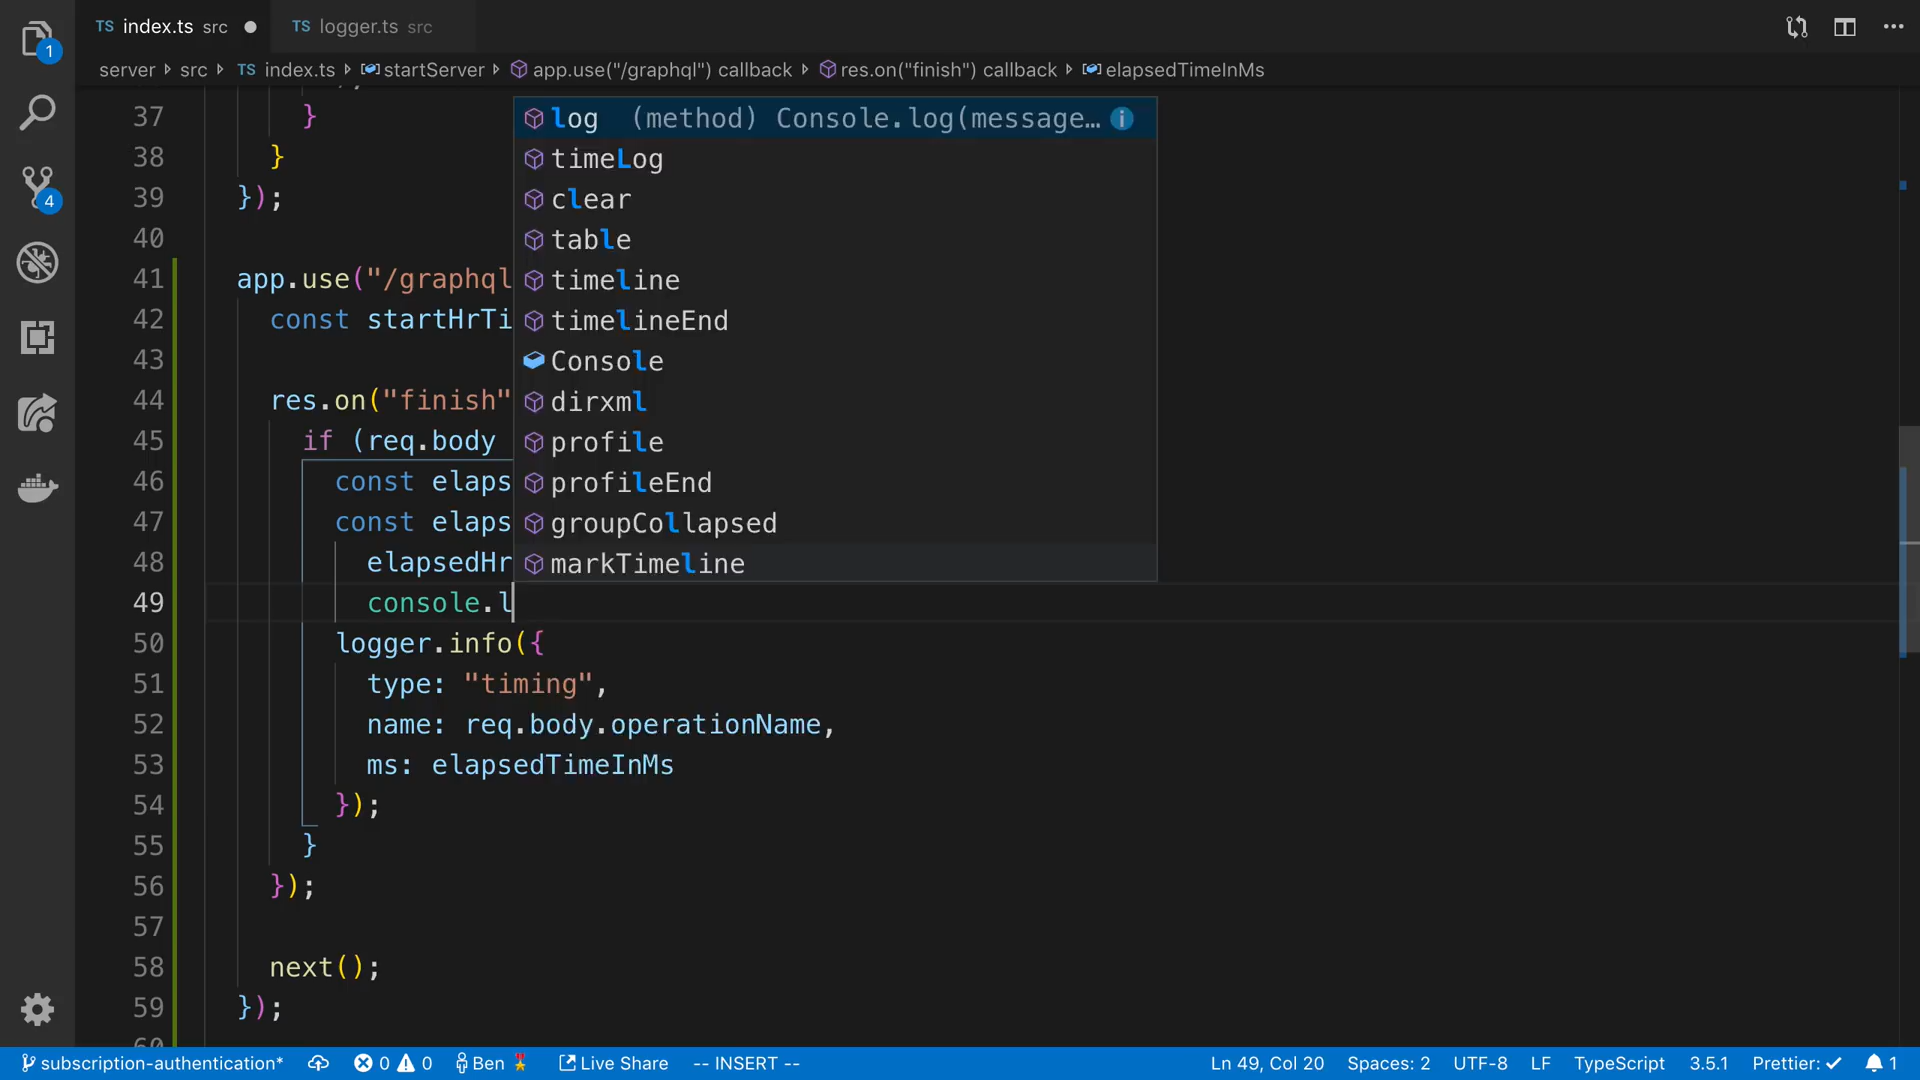 TS index.ts src
TS logger.ts src
server src TS index.ts startServer app.use("/graphql") callback res.on("finish") callback elapsedTimeInMs
1
4
37 }
38 }
39 });
40
41 app.use("/graphql
42 const startHrTi
43
44 res.on("finish"
45 if (req.body
46 const elaps
47 const elaps
48 elapsedHr
49 console.l
50 logger.info({
51 type: "timing",
52 name: req.body.operationName,
53 ms: elapsedTimeInMs
54 });
55 }
56 });
57
58 next();
59 });
60
log (method) Console.log(message…
timeLog
clear
table
timeline
timelineEnd
Console
dirxml
profile
profileEnd
groupCollapsed
markTimeline
subscription-authentication* 0 0 Ben Live Share -- INSERT -- Ln 49, Col 20 Spaces: 2 UTF-8 LF TypeScript 3.5.1 Prettier: ✓ 1